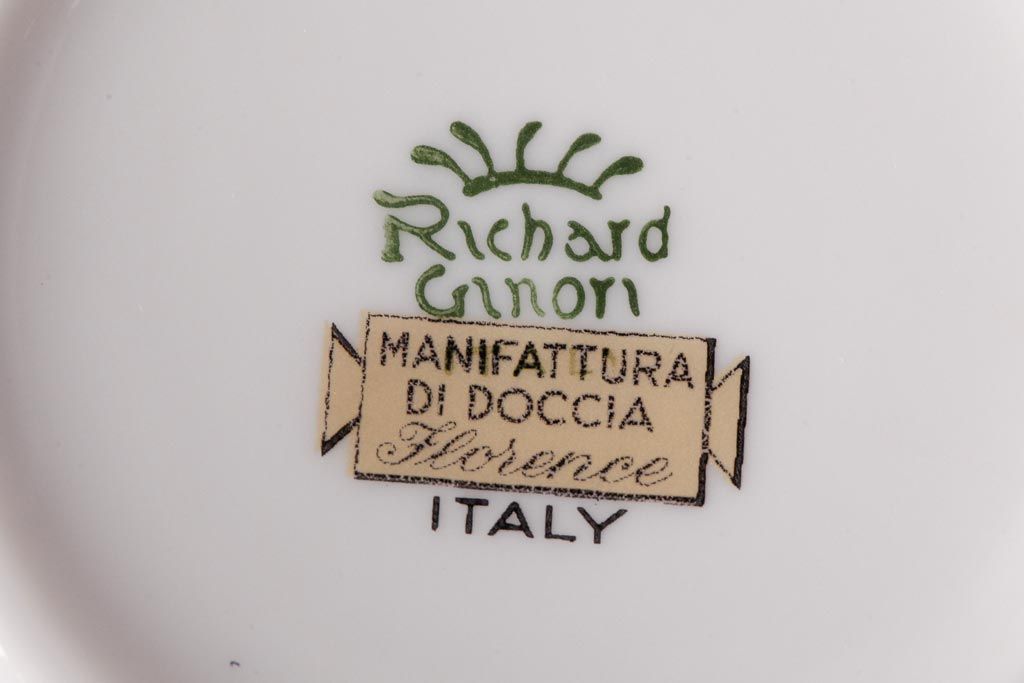 Richard
Ginori
MANIFATTURA
DI DOCCIA
Florence
ITALY